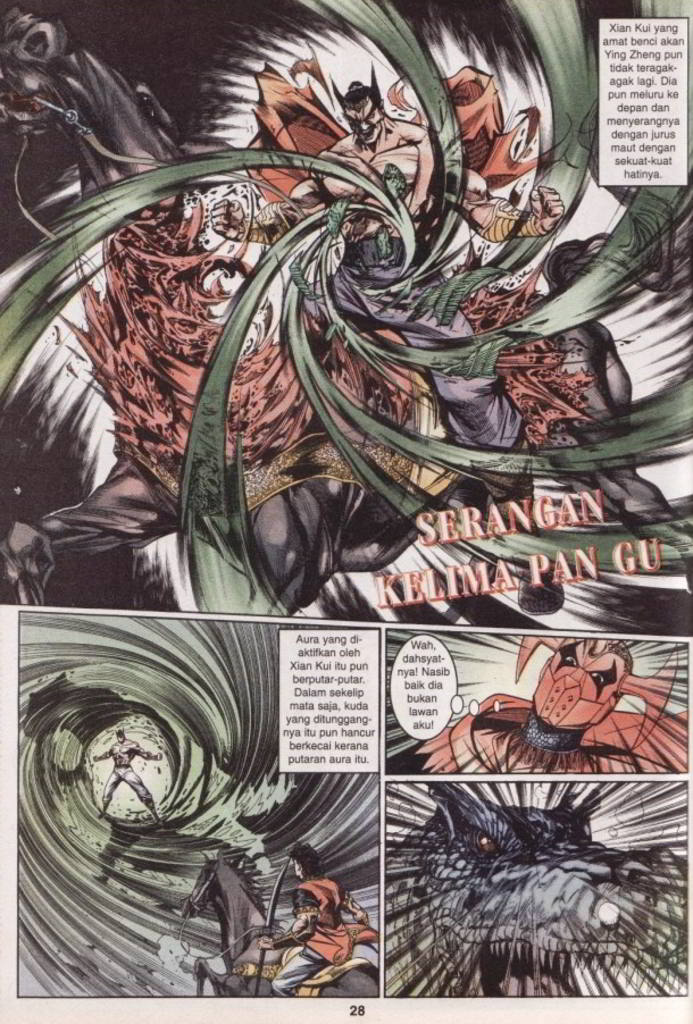 Xian Kui yang
amat benci akan
Ying Zheng pun
tidak teragak-
agak lagi. Dia
pun meluru ke
depan dan
menyerangnya
dengan jurus
maut dengan
sekuat-kuat
hatinya.
SERANGAN
KELIMA PAN GU
Aura yang di-
aktifkan oleh
Xian Kui itu pun
berputar-putar.
Dalam sekelip
mata saja, kuda
yang ditunggang-
nya itu pun hancur
berkecai kerana
putaran aura itu.
Wah,
dahsyat-
nya! Nasib
baik dia
bukan
lawan
aku!
28